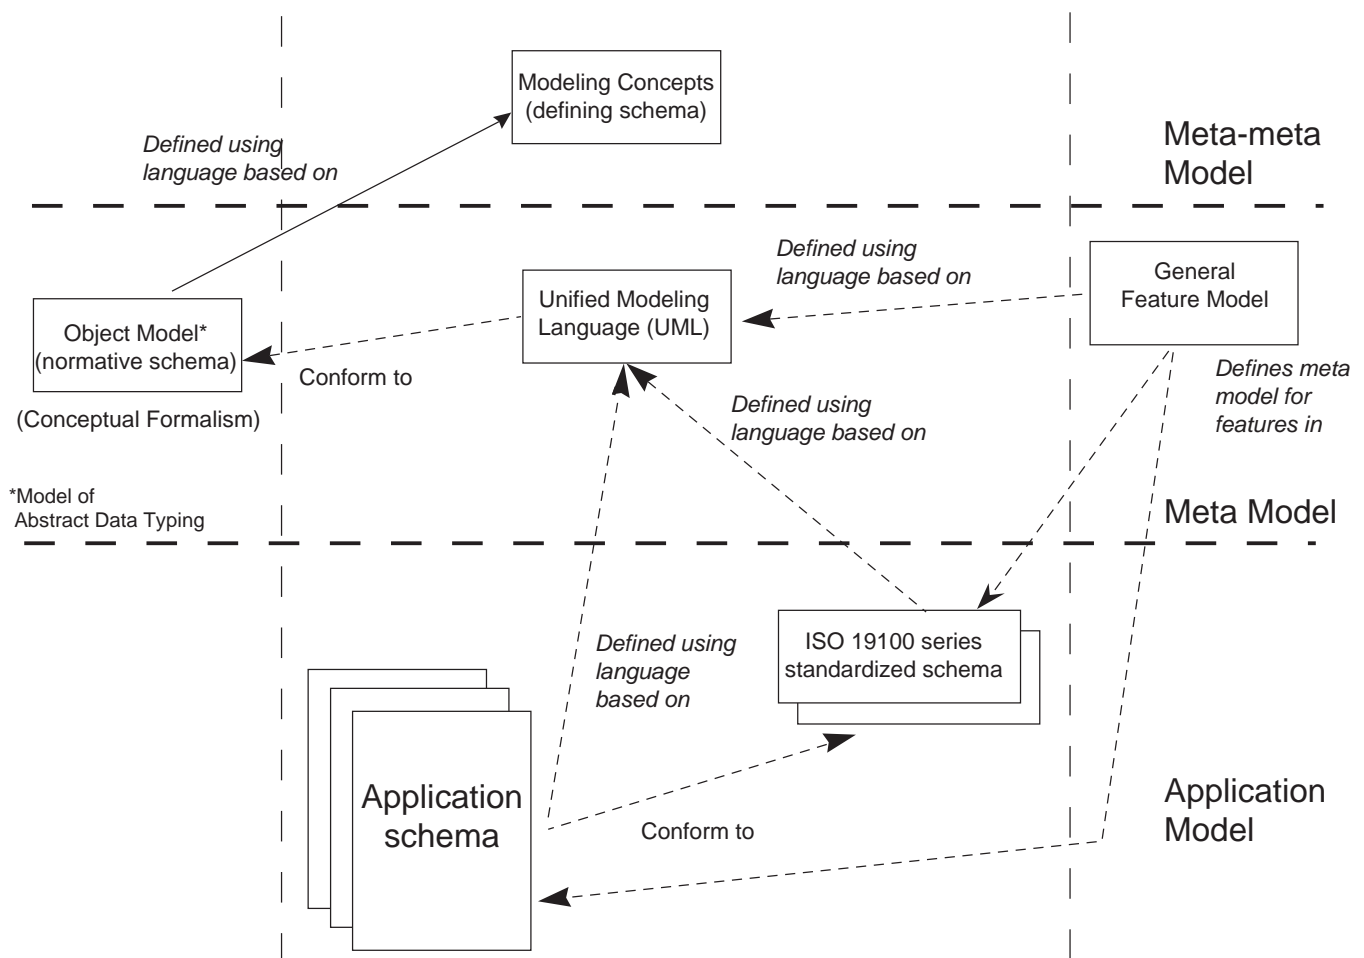 Modeling Concepts
(defining schema)
Defined using
language based on
Meta-meta
Model
Defined using
language based on
General
Feature Model
Unified Modeling
Language (UML)
Object Model*
(normative schema)
Conform to
(Conceptual Formalism)
Defines meta
model for
features in
Defined using
language based on
*Model of
Abstract Data Typing
Meta Model
Defined using
language
based on
ISO 19100 series
standardized schema
Application
schema
Conform to
Application
Model